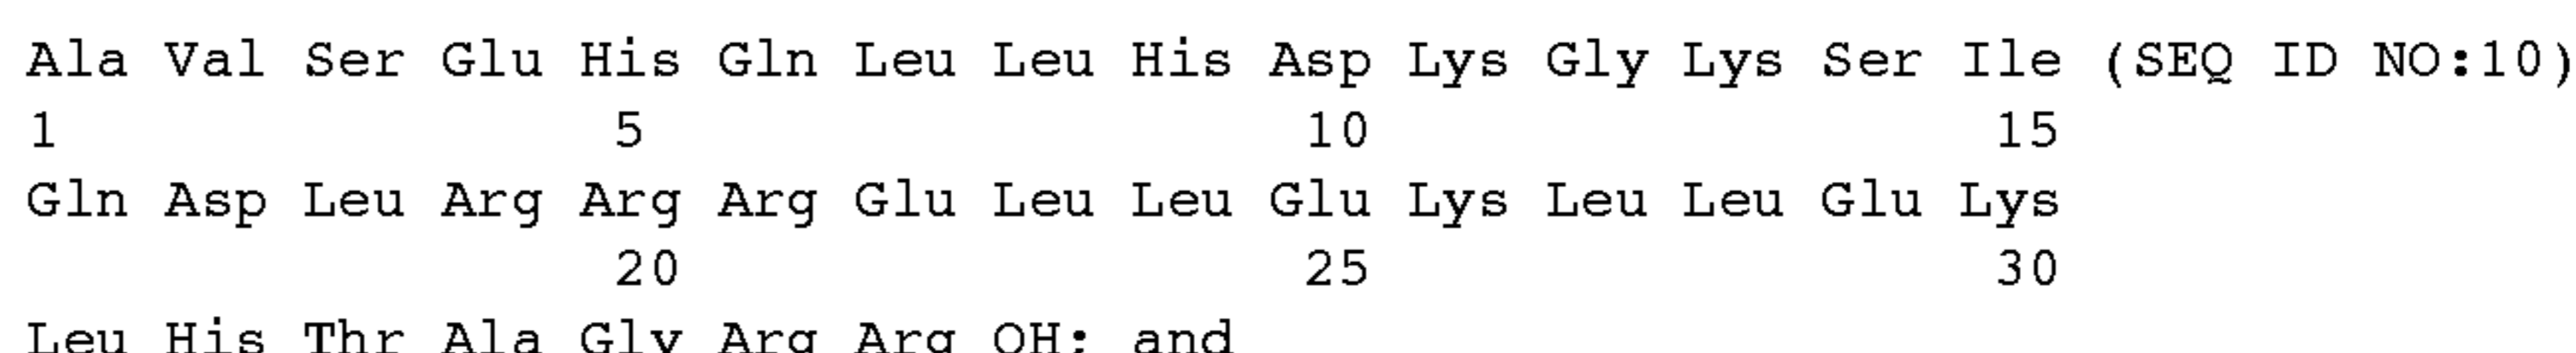 Ala Val Ser Glu His Gln Leu Leu His Asp Lys Gly Lys Ser Ile (SEQ ID NO:10)
1 5 10 15
Gln Asp Leu Arg Arg Arg Glu Leu Leu Glu Lys Leu Leu Glu Lys
20 25 30
Leu His Thr Ala Gly Arg Arg OH; and